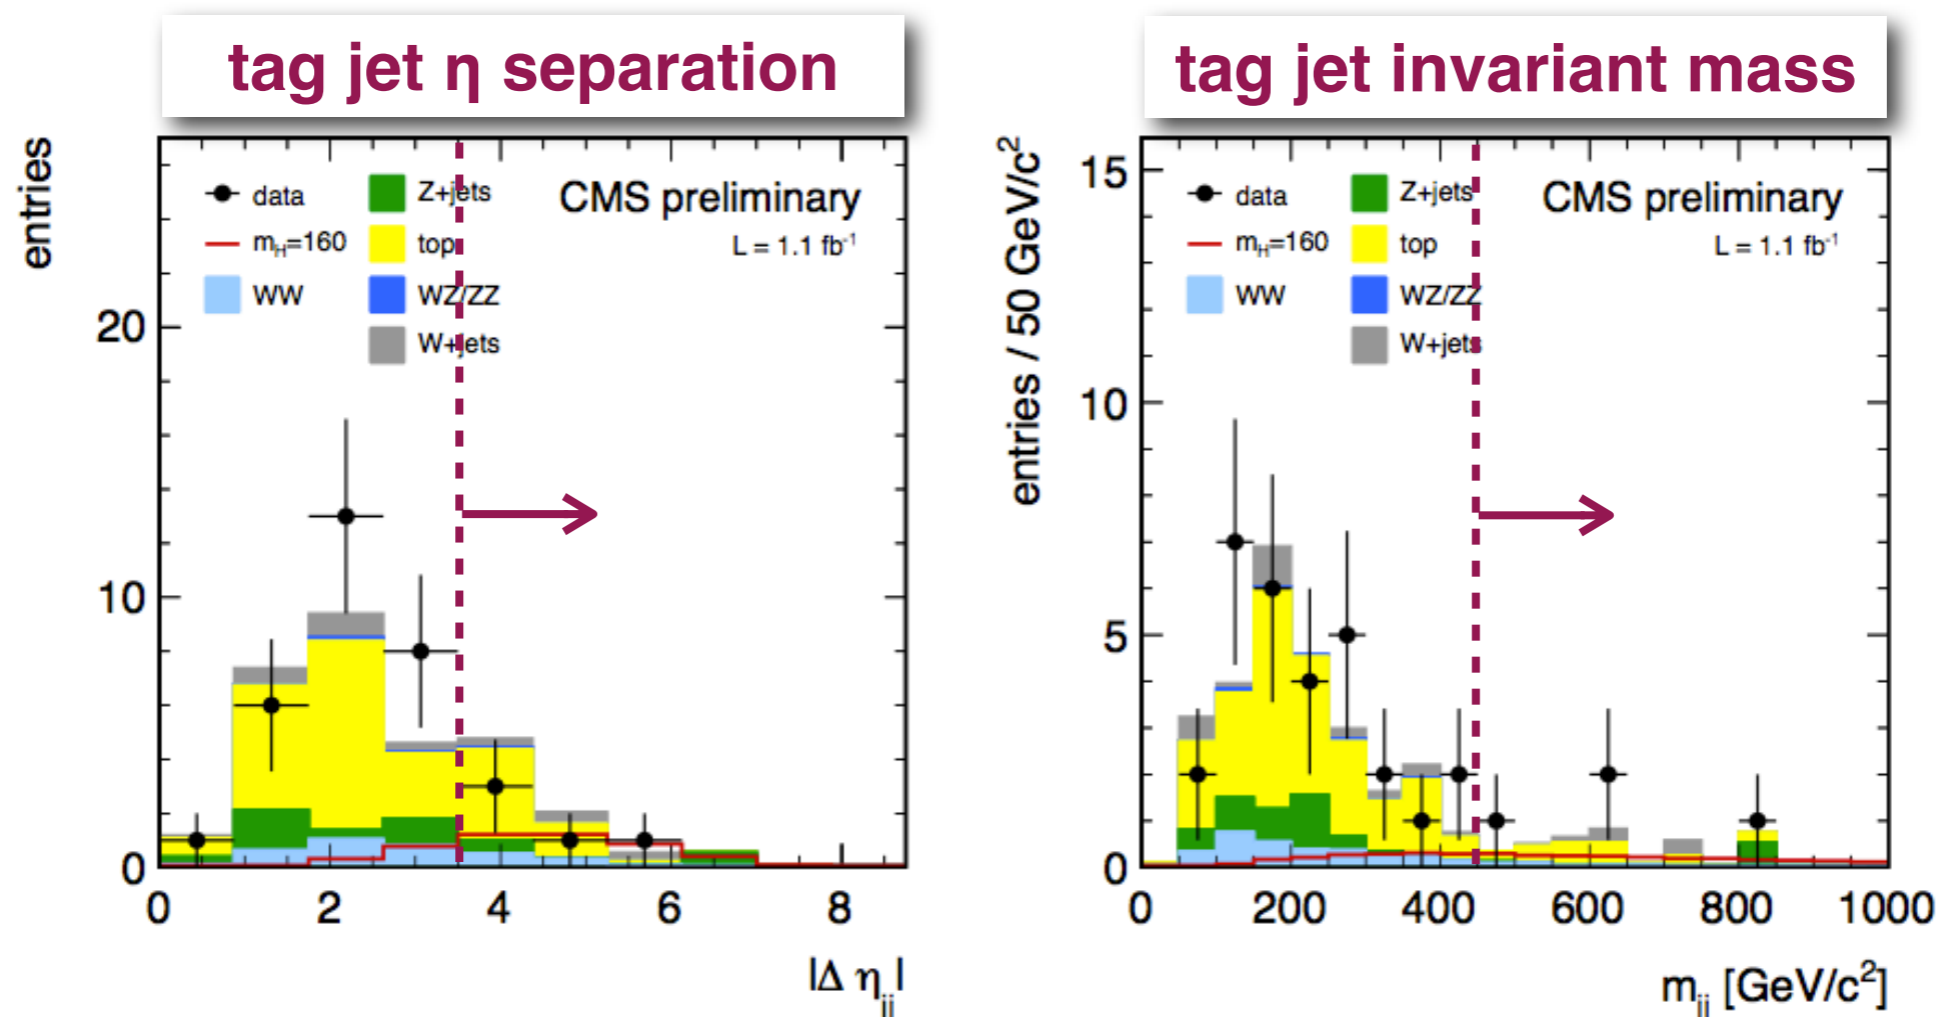 tag jet η separation
entries
data
m_H=160
WW
Z+jets
top
WZ/ZZ
W+jets
CMS preliminary
L = 1.1 fb⁻¹
20
10
0
0 2 4 6 8
|Δ η_jj|
tag jet invariant mass
entries / 50 GeV/c²
data
m_H=160
WW
Z+jets
top
WZ/ZZ
W+jets
CMS preliminary
L = 1.1 fb⁻¹
15
10
5
0
0 200 400 600 800 1000
m_jj [GeV/c²]